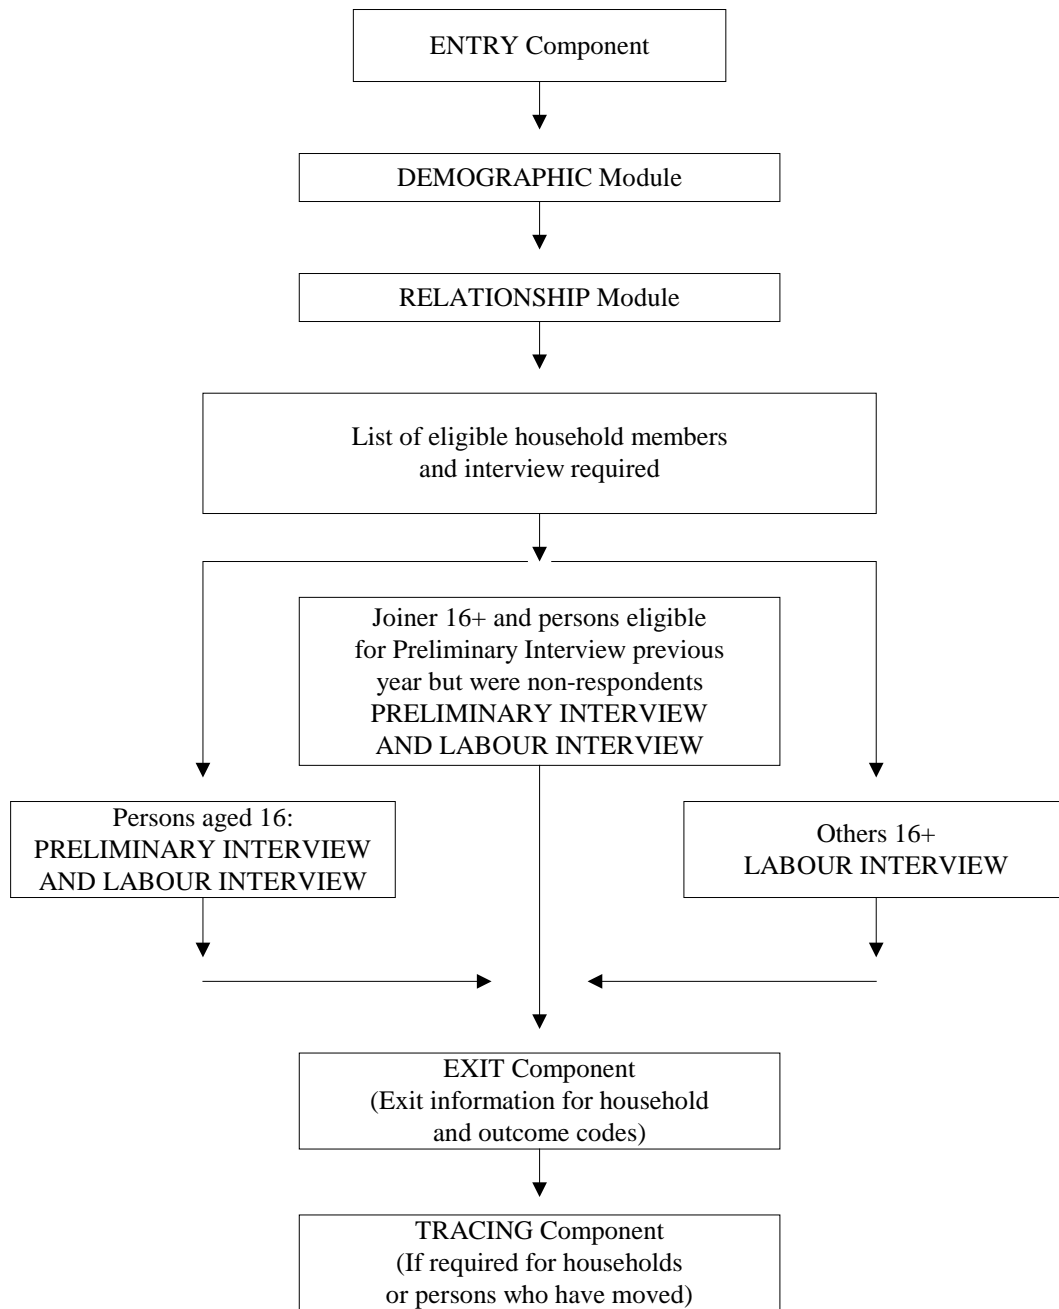 ENTRY Component
DEMOGRAPHIC Module
RELATIONSHIP Module
List of eligible household members
and interview required
Joiner 16+ and persons eligible
for Preliminary Interview previous
year but were non-respondents
PRELIMINARY INTERVIEW
AND LABOUR INTERVIEW
Persons aged 16:
PRELIMINARY INTERVIEW
AND LABOUR INTERVIEW
Others 16+
LABOUR INTERVIEW
EXIT Component
(Exit information for household
and outcome codes)
TRACING Component
(If required for households
or persons who have moved)